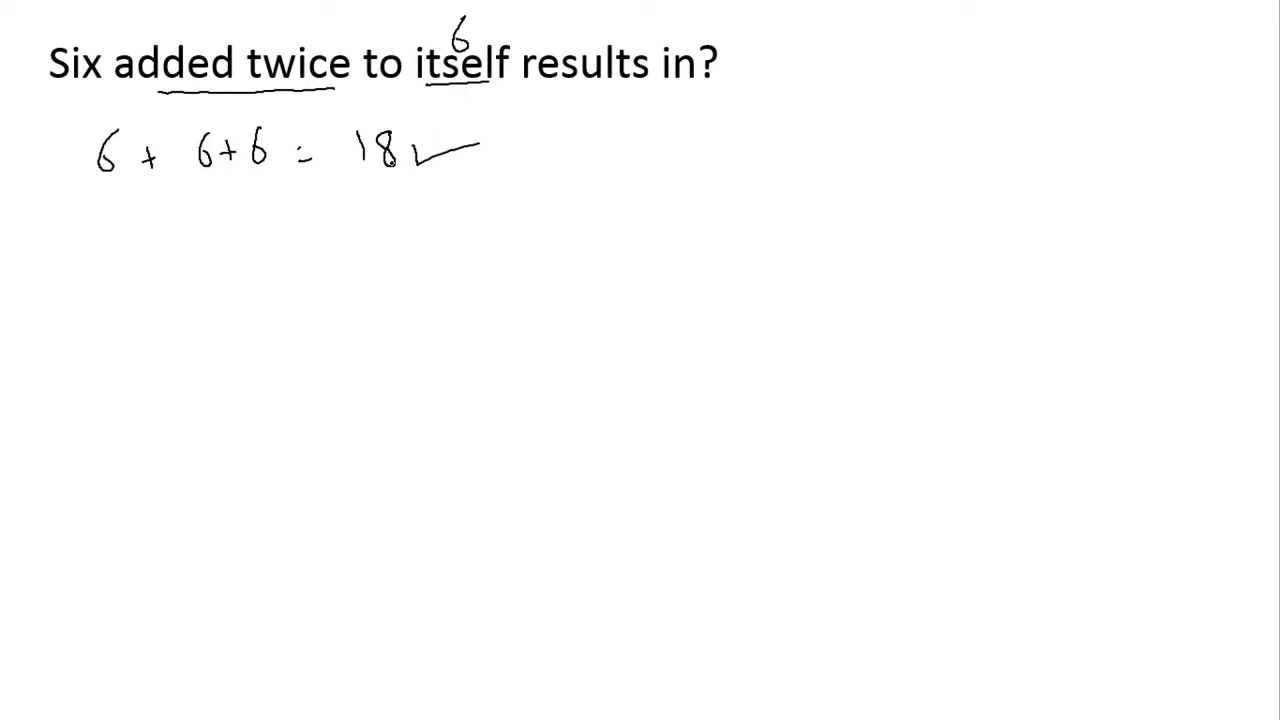 6
Six added twice to itself results in?
6 + 6+6 = 18 ✓